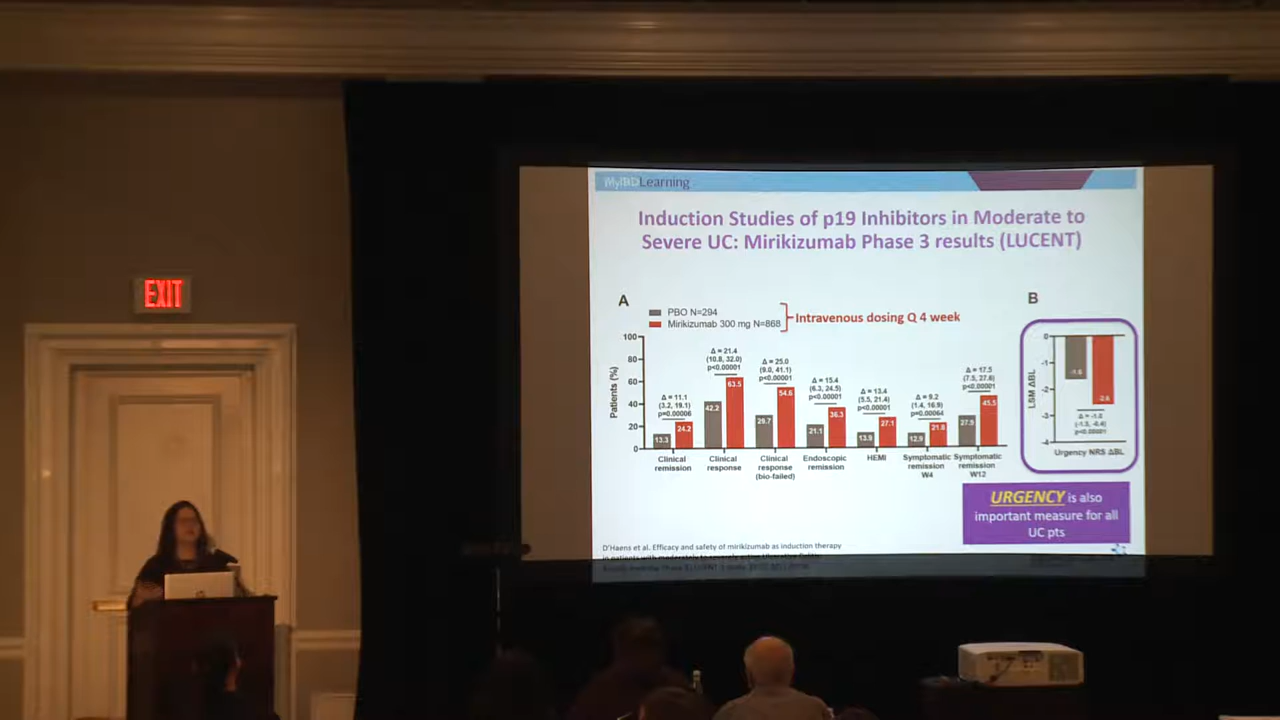 EXIT
MyIBDLearning
Induction Studies of p19 Inhibitors in Moderate to
Severe UC: Mirikizumab Phase 3 results (LUCENT)
A
PBO N=294
Mirikizumab 300 mg N=868
Intravenous dosing Q 4 week
Patients (%)
100
80
60
40
20
0
Δ = 11.1
(3.2, 19.1)
p=0.00006
13.3
24.2
Clinical
remission
Δ = 21.4
(10.8, 32.0)
p<0.00001
42.2
63.5
Clinical
response
Δ = 25.0
(9.0, 41.1)
p<0.00001
29.7
54.6
Clinical
response
(bio-failed)
Δ = 15.4
(6.3, 24.5)
p<0.00001
21.1
36.3
Endoscopic
remission
Δ = 13.4
(5.5, 21.4)
p<0.00001
13.9
27.1
HEMI
Δ = 9.2
(1.4, 16.9)
p=0.00064
12.9
21.8
Symptomatic
remission
W4
Δ = 17.5
(7.5, 27.6)
p<0.00001
27.9
45.5
Symptomatic
remission
W12
B
LSM ΔBL
0
-1
-2
-3
-4
-1.6
-2.6
p<0.00001
Urgency NRS ΔBL
URGENCY is also
important measure for all
UC pts
D'Haens et al. Efficacy and safety of mirikizumab as induction therapy